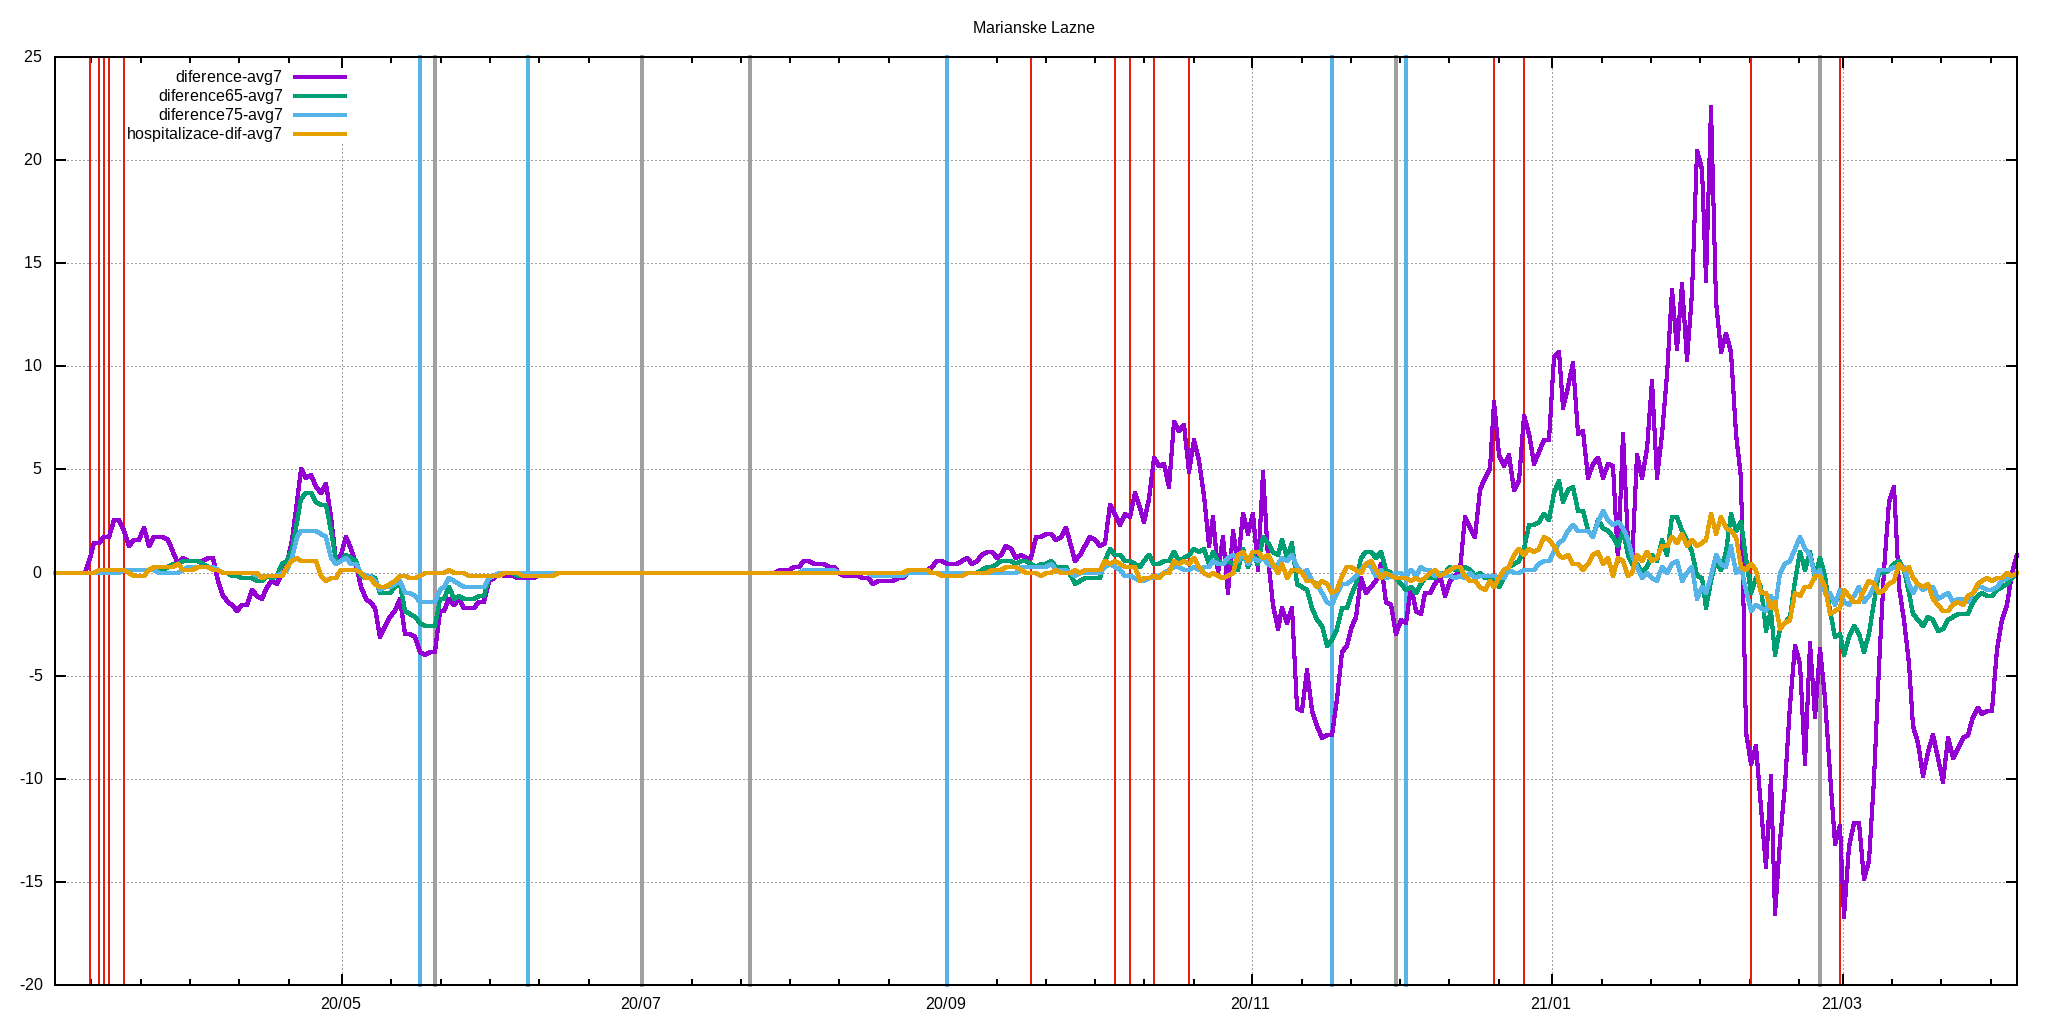 Marianske Lazne
diference-avg7
diference65-avg7
diference75-avg7
hospitalizace-dif-avg7
25
20
15
10
5
0
-5
-10
-15
-20
20/05 20/07 20/09 20/11 21/01 21/03